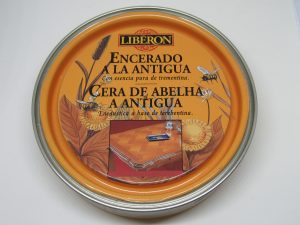 LIBERON
ENCERADO
A LA ANTIGUA
Con esencia pura de trementina.
CERA DE ABELHA
A ANTIGUA
Encáustica á base de terebentina.